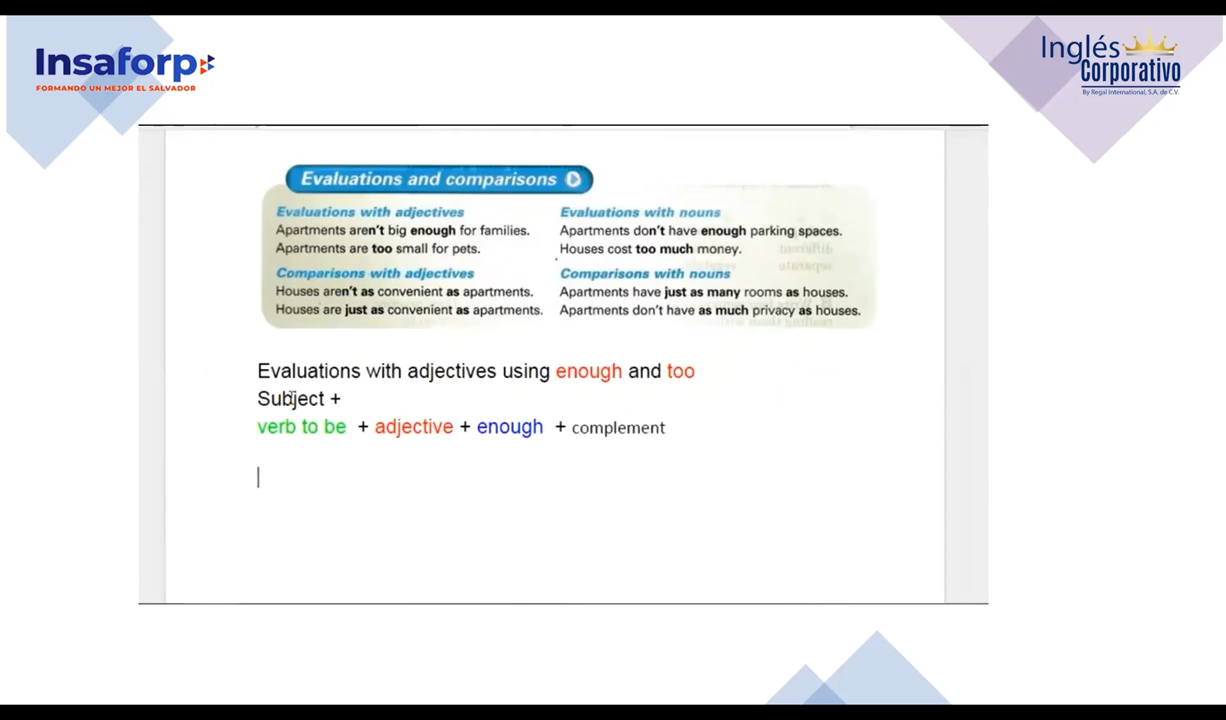 Insaforp
FORMANDO UN MEJOR EL SALVADOR
Inglés
Corporativo
By Regal International, S.A. de C.V.
Evaluations and comparisons
Evaluations with adjectives
Apartments aren't big enough for families.
Apartments are too small for pets.
Comparisons with adjectives
Houses aren't as convenient as apartments.
Houses are just as convenient as apartments.
Evaluations with nouns
Apartments don't have enough parking spaces.
Houses cost too much money.
Comparisons with nouns
Apartments have just as many rooms as houses.
Apartments don't have as much privacy as houses.
Evaluations with adjectives using enough and too
Subject +
verb to be + adjective + enough + complement